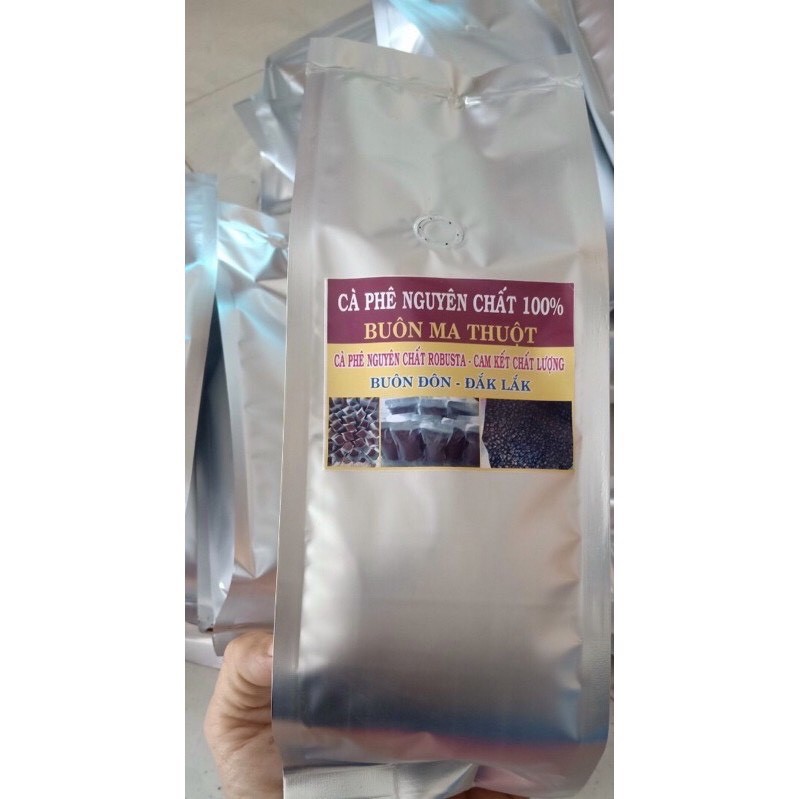 CÀ PHÊ NGUYÊN CHẤT 100%
BUÔN MA THUỘT
CÀ PHÊ NGUYÊN CHẤT ROBUSTA - CAM KẾT CHẤT LƯỢNG
BUÔN ĐÔN - ĐẮK LẮK